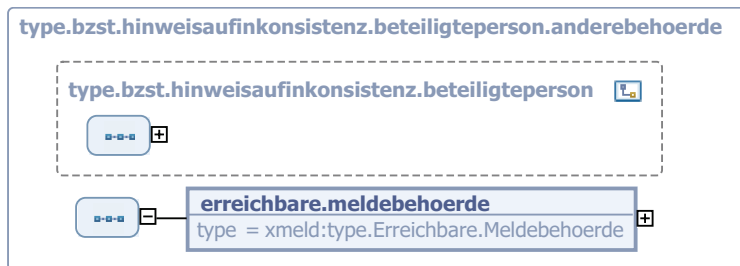 type.bzst.hinweisaufinkonsistenz.beteiligteperson.anderebehoerde
type.bzst.hinweisaufinkonsistenz.beteiligteperson
erreichbare.meldebehoerde
type = xmeld:type.Erreichbare.Meldebehoerde